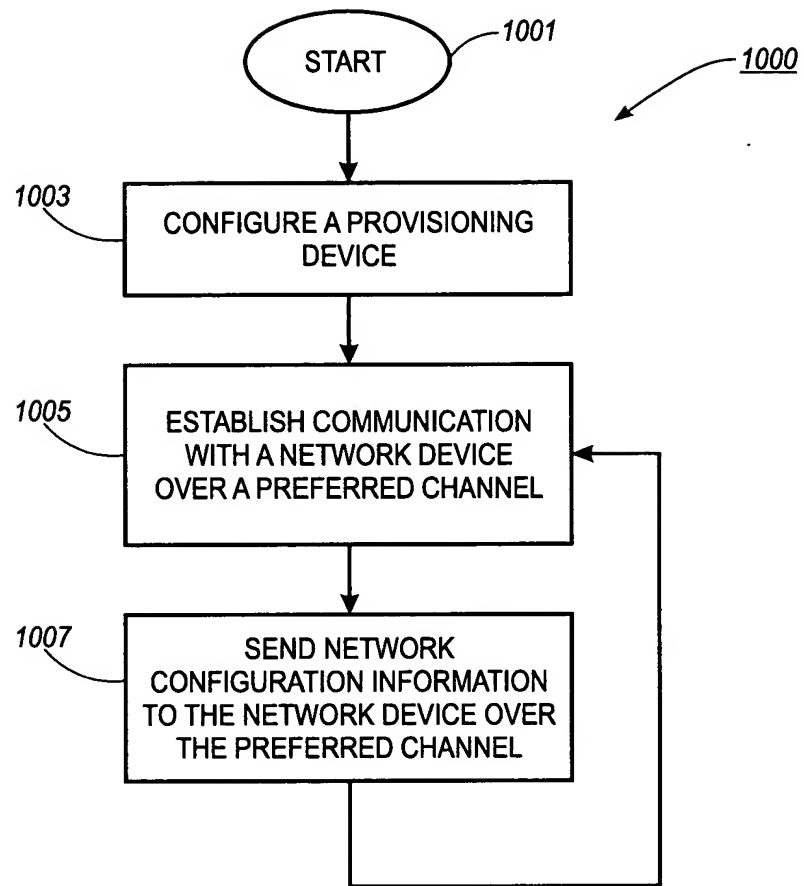 START
1001
1000
1003
CONFIGURE A PROVISIONING
DEVICE
1005
ESTABLISH COMMUNICATION
WITH A NETWORK DEVICE
OVER A PREFERRED CHANNEL
1007
SEND NETWORK
CONFIGURATION INFORMATION
TO THE NETWORK DEVICE OVER
THE PREFERRED CHANNEL